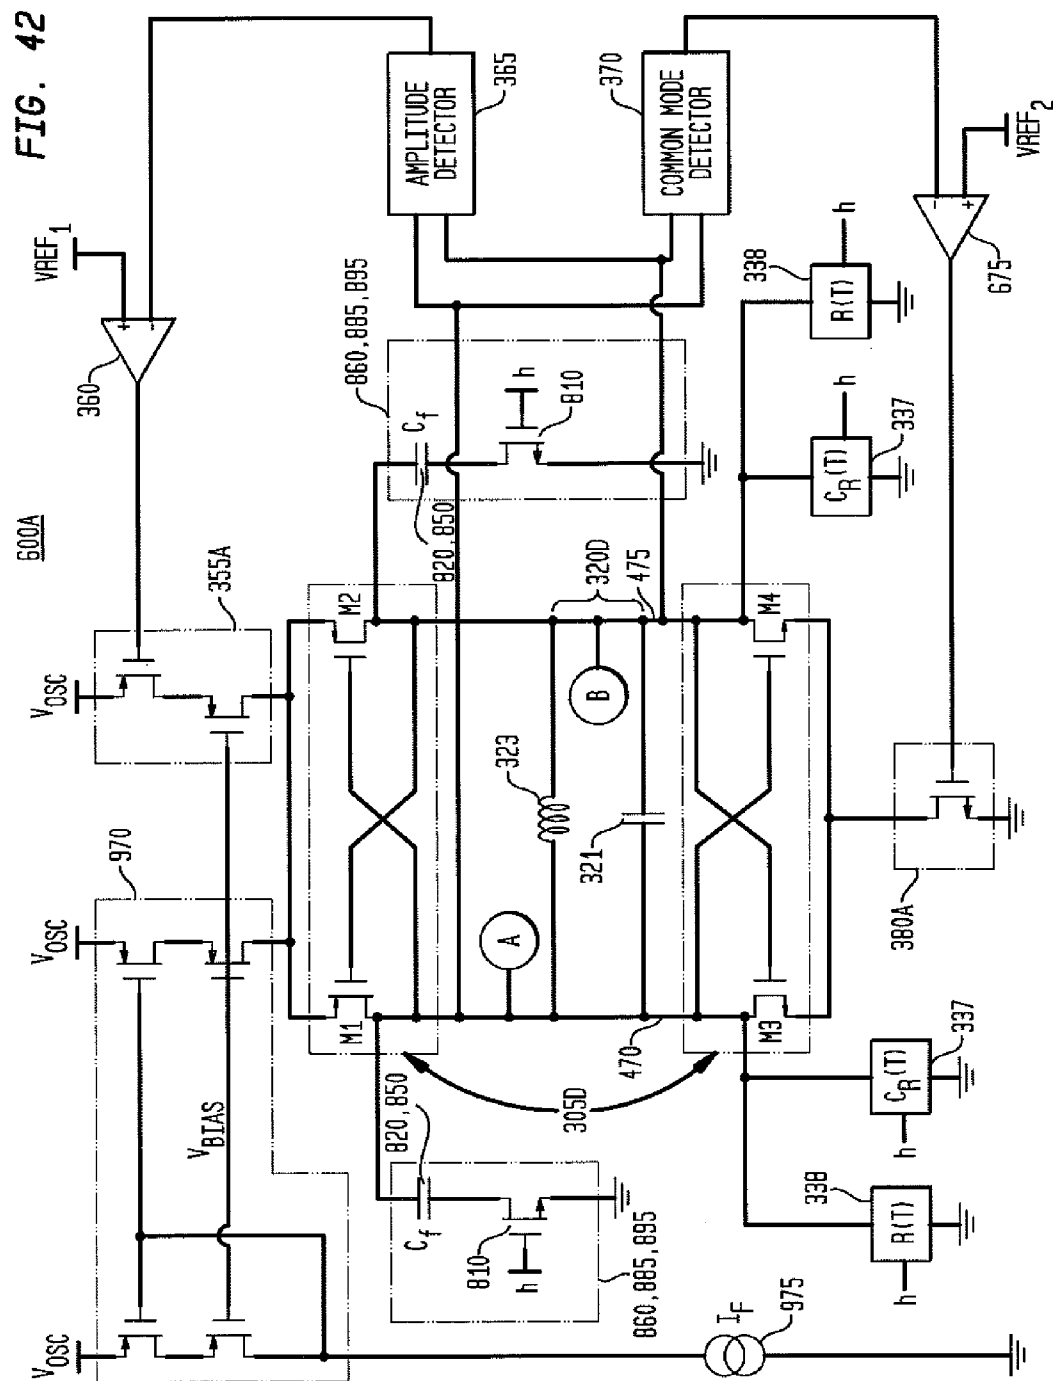 FIG. 42
600A
VREF1
360
+
-
AMPLITUDE
DETECTOR
365
COMMON MODE
DETECTOR
370
VREF2
-
+
675
VOSC
355A
VOSC
970
VOSC
VBIAS
M1
M2
Cf
820, 850
h
810
860, 885, 895
Cf
820, 850
810
h
860, 885, 895
305D
A
B
323
321
320D
475
470
M3
M4
338
R(T)
h
337
CR(T)
h
338
R(T)
h
337
CR(T)
h
380A
IF
975